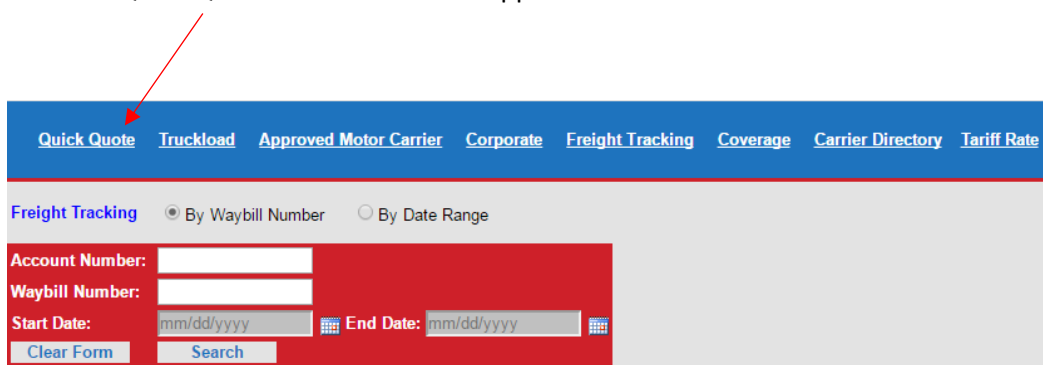 Quick Quote Truckload Approved Motor Carrier Corporate Freight Tracking Coverage Carrier Directory Tariff Rate
Freight Tracking By Waybill Number By Date Range
Account Number:
Waybill Number:
Start Date: mm/dd/yyyy End Date: mm/dd/yyyy
Clear Form Search